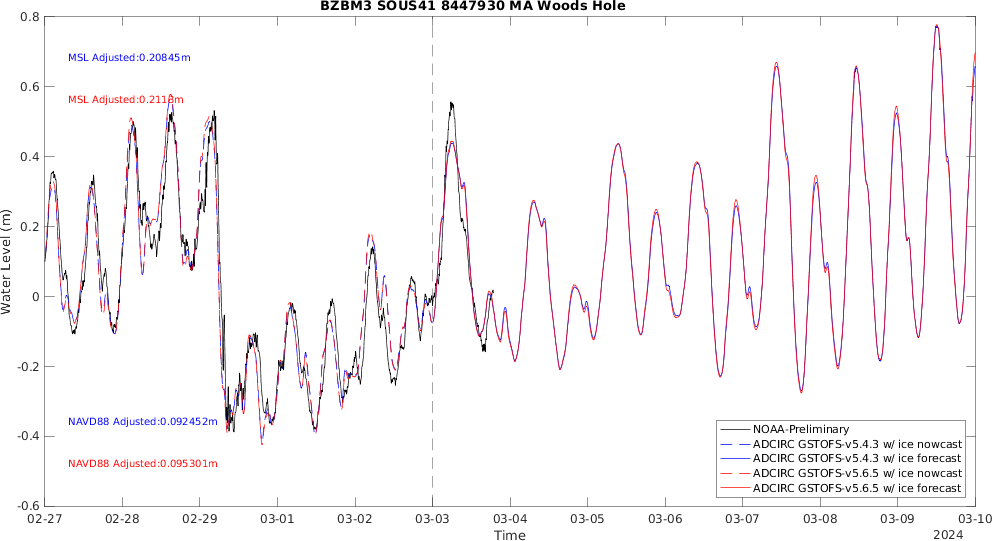 BZBM3 SOUS41 8447930 MA Woods Hole
0.8
0.6
0.4
0.2
0
-0.2
-0.4
-0.6
Water Level (m)
MSL Adjusted:0.20845m
MSL Adjusted:0.2113m
NAVD88 Adjusted:0.092452m
NAVD88 Adjusted:0.095301m
NOAA-Preliminary
ADCIRC GSTOFS-v5.4.3 w/ ice nowcast
ADCIRC GSTOFS-v5.4.3 w/ ice forecast
ADCIRC GSTOFS-v5.6.5 w/ ice nowcast
ADCIRC GSTOFS-v5.6.5 w/ ice forecast
02-27 02-28 02-29 03-01 03-02 03-03 03-04 03-05 03-06 03-07 03-08 03-09 03-10
Time
2024